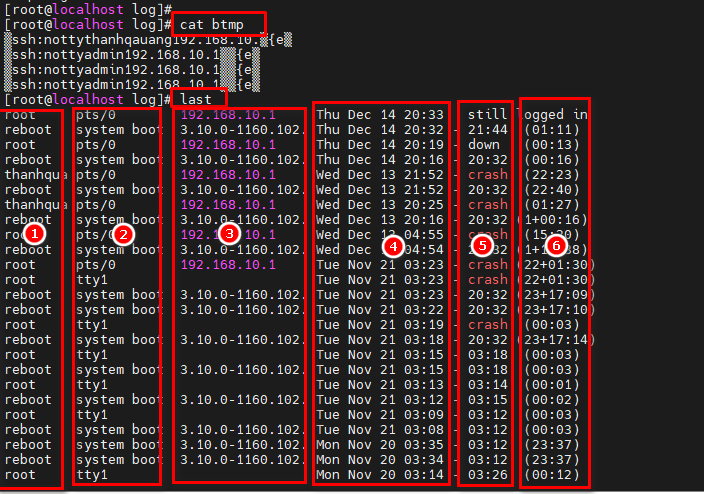 [root@localhost log]#
[root@localhost log]# cat btmp
ssh:nottythanhqauang192.168.10. {e
ssh:nottyadmin192.168.10.1 {e
ssh:nottyadmin192.168.10.1 {e
ssh:nottyadmin192.168.10.1 {e
[root@localhost log]# last
root pts/0 192.168.10.1 Thu Dec 14 20:33 still logged in
reboot system boot 3.10.0-1160.102. Thu Dec 14 20:32 - 21:44 (01:11)
root pts/0 192.168.10.1 Thu Dec 14 20:19 - down (00:13)
reboot system boot 3.10.0-1160.102. Thu Dec 14 20:16 - 20:32 (00:16)
thanhqua pts/0 192.168.10.1 Wed Dec 13 21:52 - crash (22:23)
reboot system boot 3.10.0-1160.102. Wed Dec 13 21:52 - 20:32 (22:40)
thanhqua pts/0 192.168.10.1 Wed Dec 13 20:25 - crash (01:27)
reboot system boot 3.10.0-1160.102. Wed Dec 13 20:16 - 20:32 (1+00:16)
1 pts/0 2 3 Wed Dec 04:55 - 
reboot system boot 3.10.0-1160.102. Wed Dec 4 04:54 - 5 6
root pts/0 192.168.10.1 Tue Nov 21 03:23 - crash (22+01:30)
root tty1 Tue Nov 21 03:23 - crash (22+01:30)
reboot system boot 3.10.0-1160.102. Tue Nov 21 03:23 - 20:32 (23+17:09)
reboot system boot 3.10.0-1160.102. Tue Nov 21 03:22 - 20:32 (23+17:10)
root tty1 Tue Nov 21 03:19 - crash (00:03)
reboot system boot 3.10.0-1160.102. Tue Nov 21 03:18 - 20:32 (23+17:14)
root tty1 Tue Nov 21 03:15 - 03:18 (00:03)
reboot system boot 3.10.0-1160.102. Tue Nov 21 03:15 - 03:18 (00:03)
root tty1 Tue Nov 21 03:13 - 03:14 (00:01)
reboot system boot 3.10.0-1160.102. Tue Nov 21 03:12 - 03:15 (00:02)
root tty1 Tue Nov 21 03:09 - 03:12 (00:03)
reboot system boot 3.10.0-1160.102. Tue Nov 21 03:08 - 03:12 (00:03)
reboot system boot 3.10.0-1160.102. Mon Nov 20 03:35 - 03:12 (23:37)
reboot system boot 3.10.0-1160.102. Mon Nov 20 03:34 - 03:12 (23:37)
root tty1 Mon Nov 20 03:14 - 03:26 (00:12)